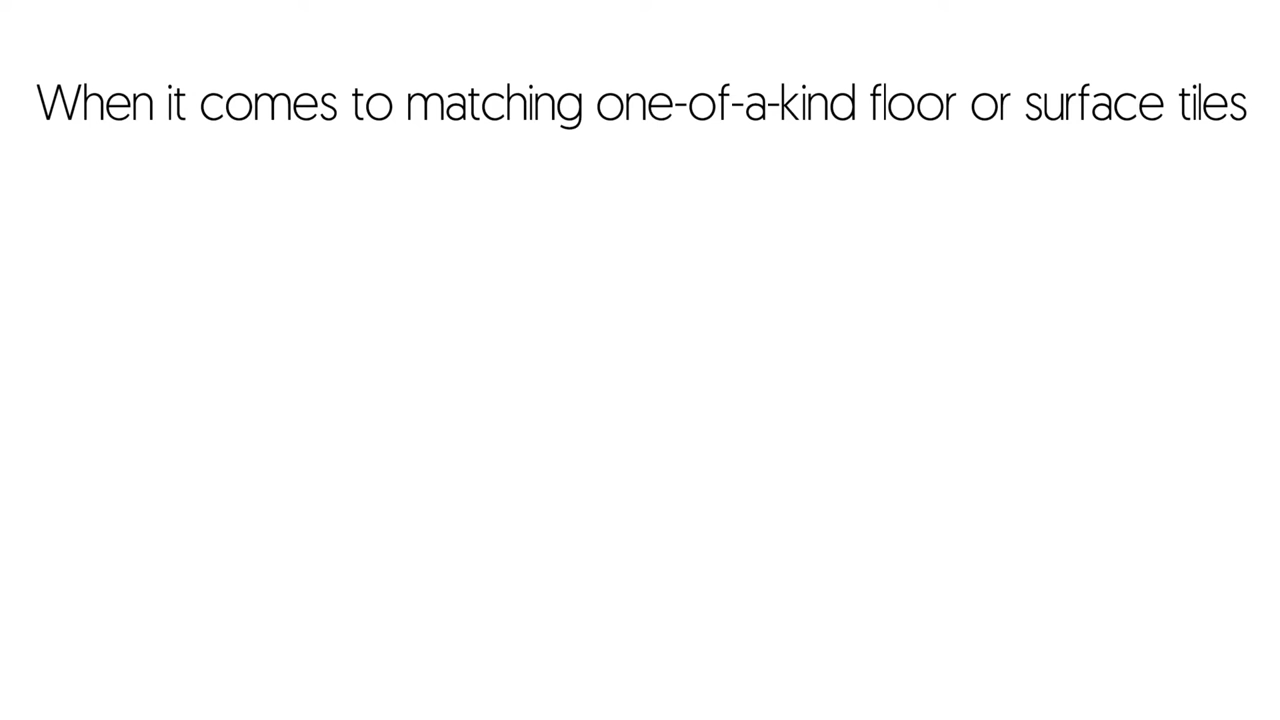 When it comes to matching one-of-a-kind floor or surface tiles